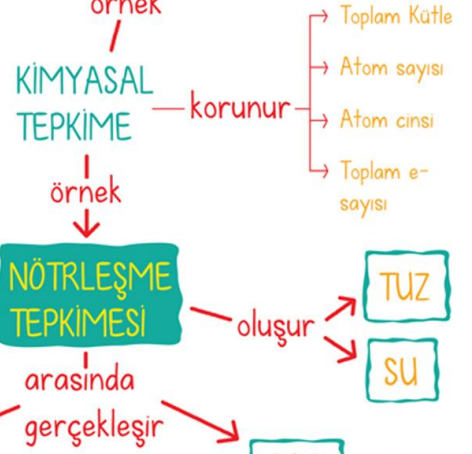 örnek
Toplam Kütle
KİMYASAL
TEPKİME
korunur
Atom sayısı
Atom cinsi
Toplam e-
sayısı
örnek
NÖTRLEŞME
TEPKİMESİ
oluşur
TUZ
SU
arasında
gerçekleşir